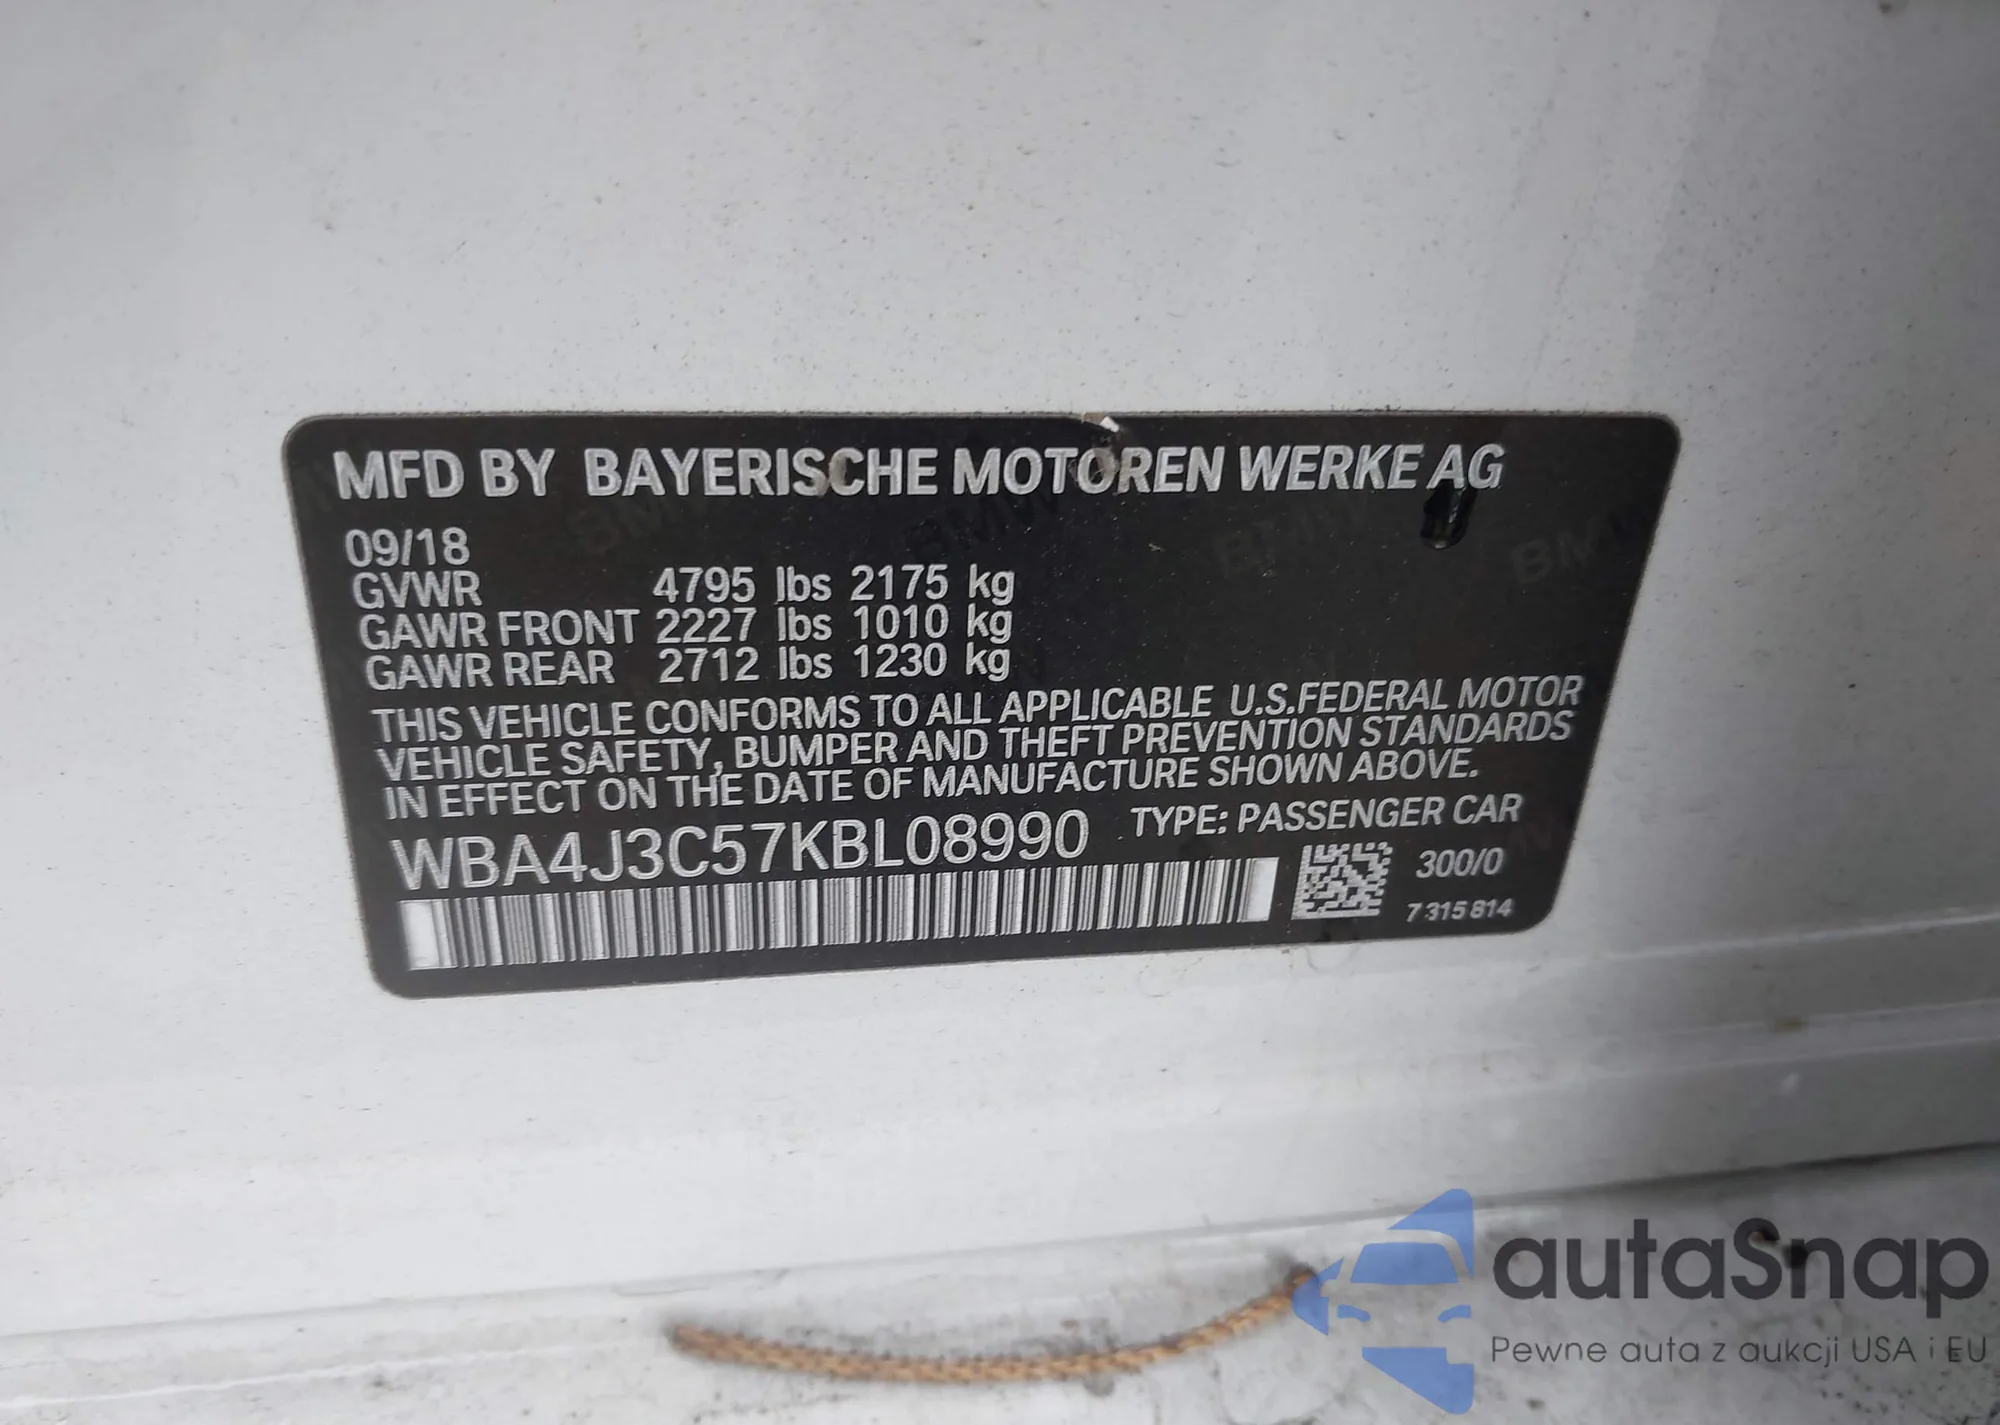 MFD BY BAYERISCHE MOTOREN WERKE AG
09/18
GVWR 4795 lbs 2175 kg
GAWR FRONT 2227 lbs 1010 kg
GAWR REAR 2712 lbs 1230 kg
THIS VEHICLE CONFORMS TO ALL APPLICABLE U.S.FEDERAL MOTOR
VEHICLE SAFETY, BUMPER AND THEFT PREVENTION STANDARDS
IN EFFECT ON THE DATE OF MANUFACTURE SHOWN ABOVE.
WBA4J3C57KBL08990 TYPE: PASSENGER CAR
300/0
7 315 814
autaSnap
Pewne auta z aukcji USA i EU